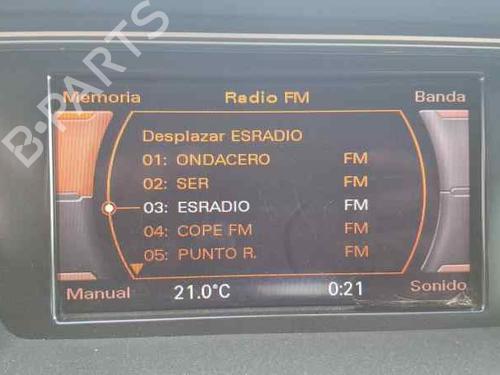 B-PARTS
Memoria Radio FM Banda
Desplazar ESRADIO
01: ONDACERO FM
02: SER FM
03: ESRADIO FM
04: COPE FM FM
05: PUNTO R. FM
Manual 21.0°C 0:21 Sonido